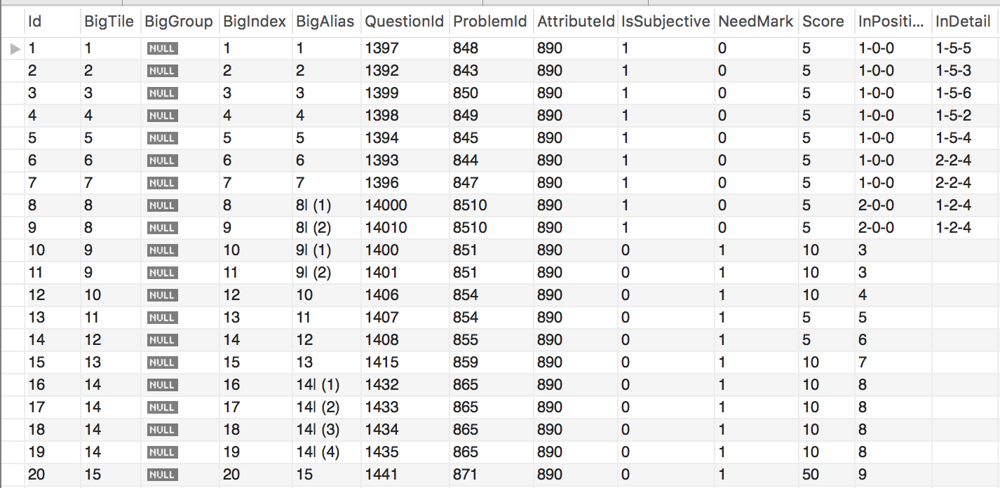 Id BigTile BigGroup BigIndex BigAlias QuestionId ProblemId AttributeId IsSubjective NeedMark Score InPositi... InDetail
1 1 NULL 1 1 1397 848 890 1 0 5 1-0-0 1-5-5
2 2 NULL 2 2 1392 843 890 1 0 5 1-0-0 1-5-3
3 3 NULL 3 3 1399 850 890 1 0 5 1-0-0 1-5-6
4 4 NULL 4 4 1398 849 890 1 0 5 1-0-0 1-5-2
5 5 NULL 5 5 1394 845 890 1 0 5 1-0-0 1-5-4
6 6 NULL 6 6 1393 844 890 1 0 5 1-0-0 2-2-4
7 7 NULL 7 7 1396 847 890 1 0 5 1-0-0 2-2-4
8 8 NULL 8 8| (1) 14000 8510 890 1 0 5 2-0-0 1-2-4
9 8 NULL 9 8| (2) 14010 8510 890 1 0 5 2-0-0 1-2-4
10 9 NULL 10 9| (1) 1400 851 890 0 1 10 3
11 9 NULL 11 9| (2) 1401 851 890 0 1 10 3
12 10 NULL 12 10 1406 854 890 0 1 10 4
13 11 NULL 13 11 1407 854 890 0 1 5 5
14 12 NULL 14 12 1408 855 890 0 1 5 6
15 13 NULL 15 13 1415 859 890 0 1 10 7
16 14 NULL 16 14| (1) 1432 865 890 0 1 10 8
17 14 NULL 17 14| (2) 1433 865 890 0 1 10 8
18 14 NULL 18 14| (3) 1434 865 890 0 1 10 8
19 14 NULL 19 14| (4) 1435 865 890 0 1 10 8
20 15 NULL 20 15 1441 871 890 0 1 50 9